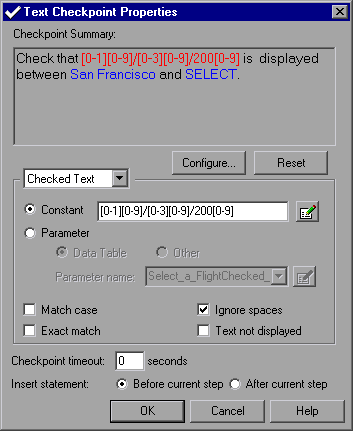 Text Checkpoint Properties
Checkpoint Summary:
Check that [0-1][0-9]/[0-3][0-9]/200[0-9] is displayed
between San Francisco and SELECT.
Configure... Reset
Checked Text
Constant [0-1][0-9]/[0-3][0-9]/200[0-9]
Parameter
Data Table Other
Parameter name: Select_a_FlightChecked_
Match case Ignore spaces
Exact match Text not displayed
Checkpoint timeout: 0 seconds
Insert statement: Before current step After current step
OK Cancel Help